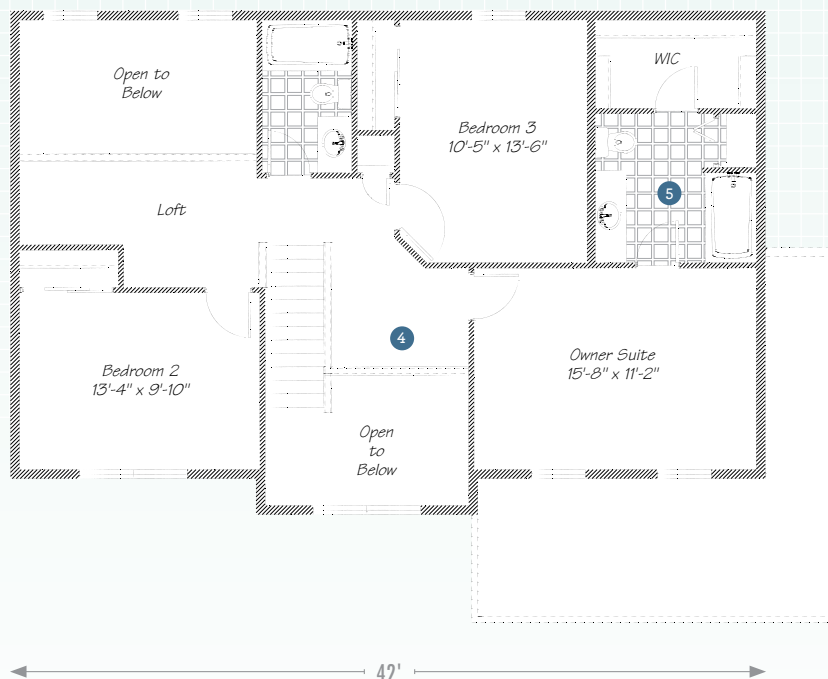 Open to
Below
WIC
Bedroom 3
10'-5" x 13'-6"
5
Loft
4
Owner Suite
15'-8" x 11'-2"
Bedroom 2
13'-4" x 9'-10"
Open
to
Below
42'